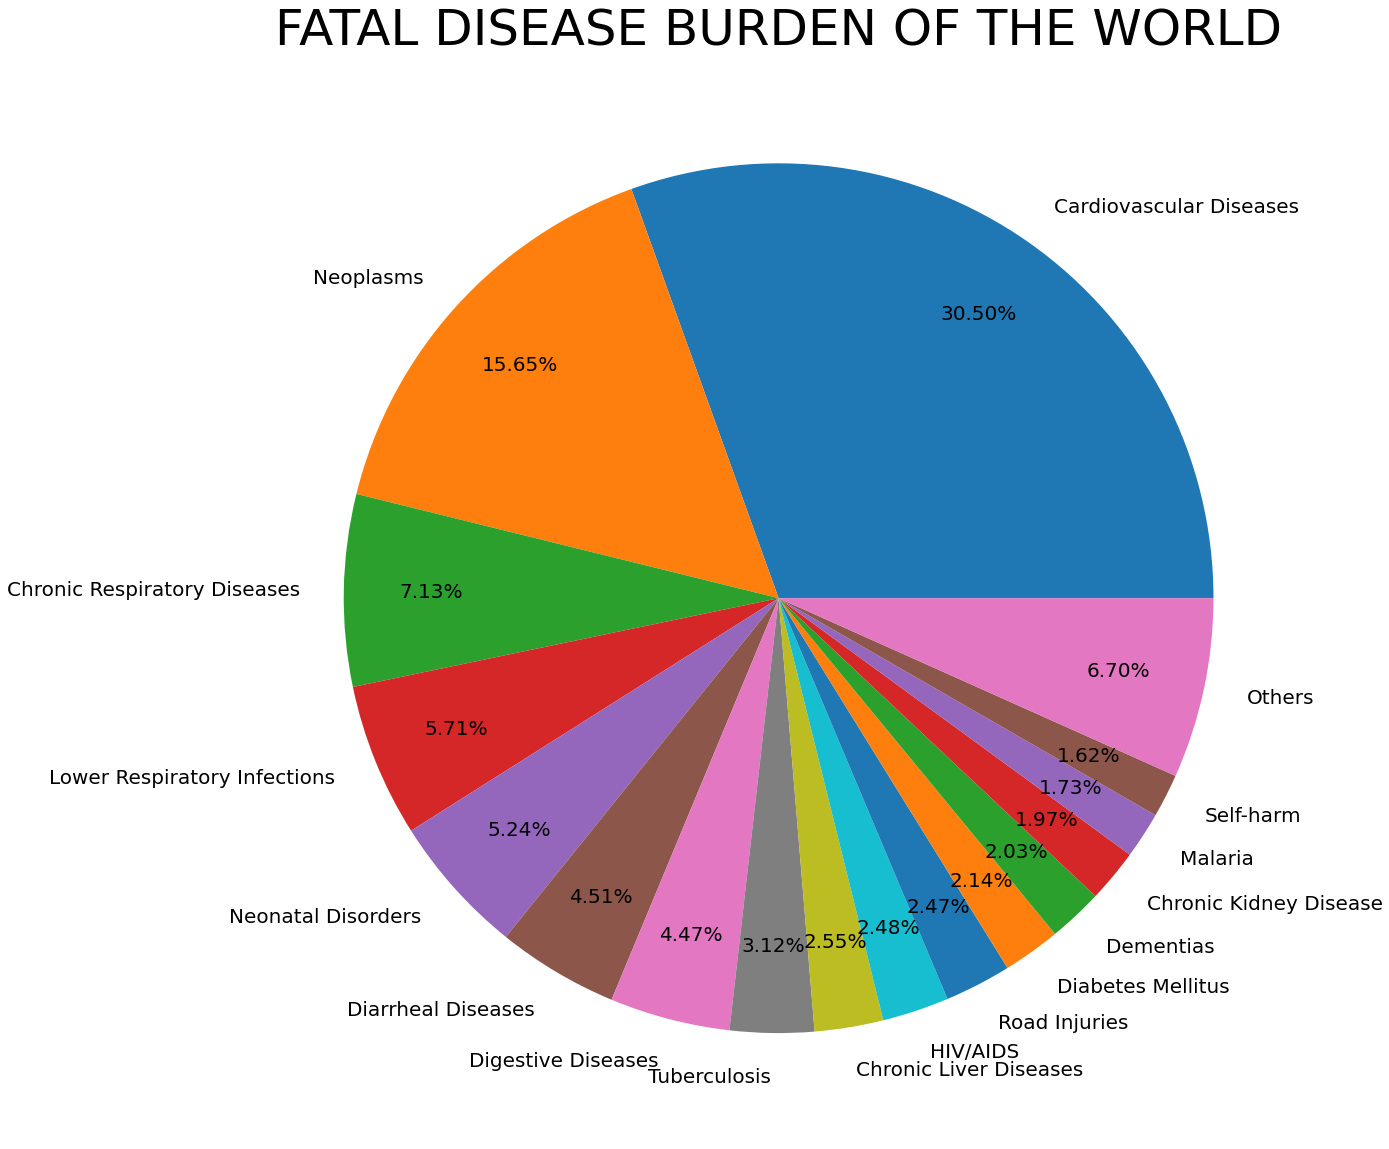 FATAL DISEASE BURDEN OF THE WORLD
Cardiovascular Diseases
30.50%
Neoplasms
15.65%
Chronic Respiratory Diseases
7.13%
Lower Respiratory Infections
5.71%
Neonatal Disorders
5.24%
Diarrheal Diseases
4.51%
Digestive Diseases
4.47%
Tuberculosis
3.12%
Chronic Liver Diseases
2.55%
HIV/AIDS
2.48%
Road Injuries
2.47%
Diabetes Mellitus
2.14%
Dementias
2.03%
Chronic Kidney Disease
1.97%
Malaria
1.73%
Self-harm
1.62%
Others
6.70%